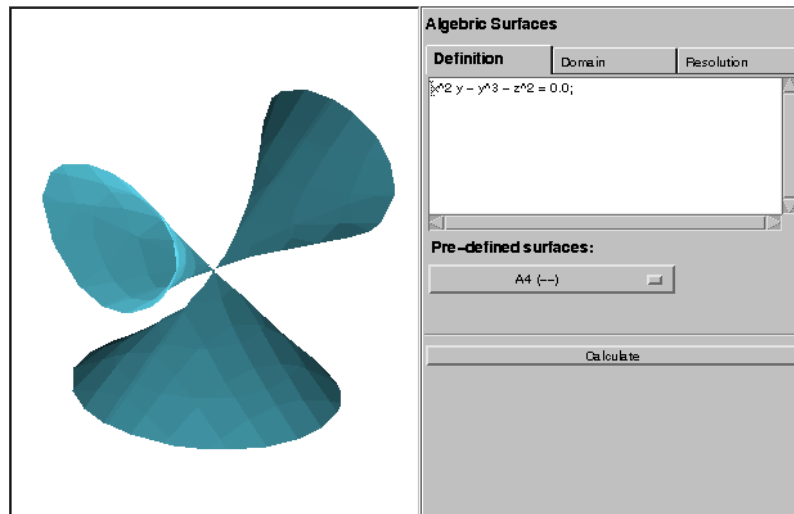 Algebric Surfaces
Definition
Domain
Resolution
x^2 y - y^3 - z^2 = 0.0;
Pre-defined surfaces:
A4 (--)
Calculate